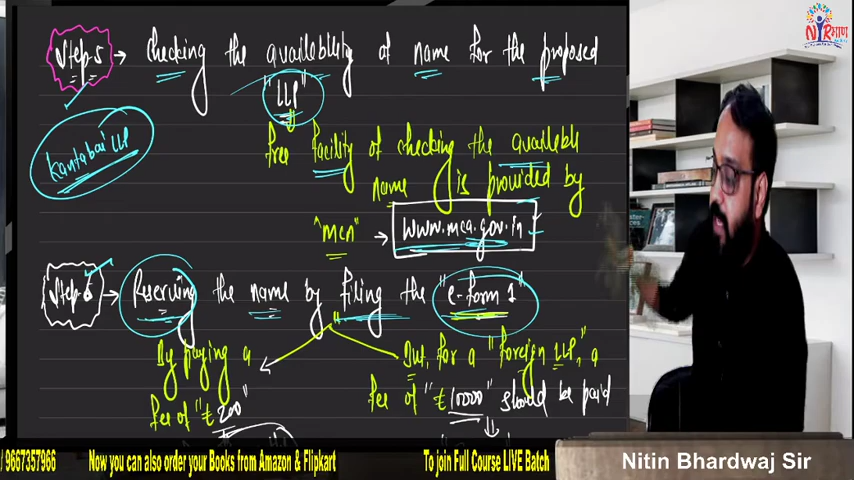 Step-5 → checking the availability of name for the proposed
"LLP"
Kantabai LLP
free facility of checking the available
name is provided by
"MCA" → www.mca.gov.in
Step-6 → Reserving the name by filing the "e-form 1"
By paying a
fee of "₹ 200"
But, for a "foreign LLP," a
fee of "₹ 10000" should be paid
NIRMAN
/ 9667357966 Now you can also order your Books from Amazon & Flipkart To join Full Course LIVE Batch
Nitin Bhardwaj Sir